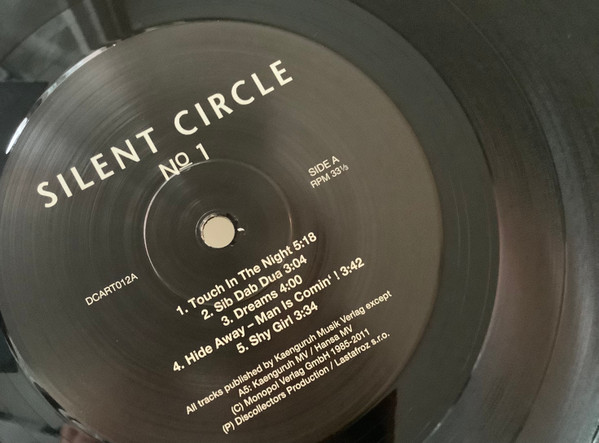 SILENT CIRCLE
No 1
SIDE A
RPM 33⅓
DCART012A
1. Touch In The Night 5:18
2. Sib Dab Dua 3:04
3. Dreams 4:00
4. Hide Away – Man Is Comin' ! 3:42
5. Shy Girl 3:34
All tracks published by Kaenguruh Musik Verlag except
A5: Kaenguruh MV / Hansa MV
(C) Monopol Verlag GmbH 1985-2011
(P) Discollectors Production / Lastafroz s.r.o.